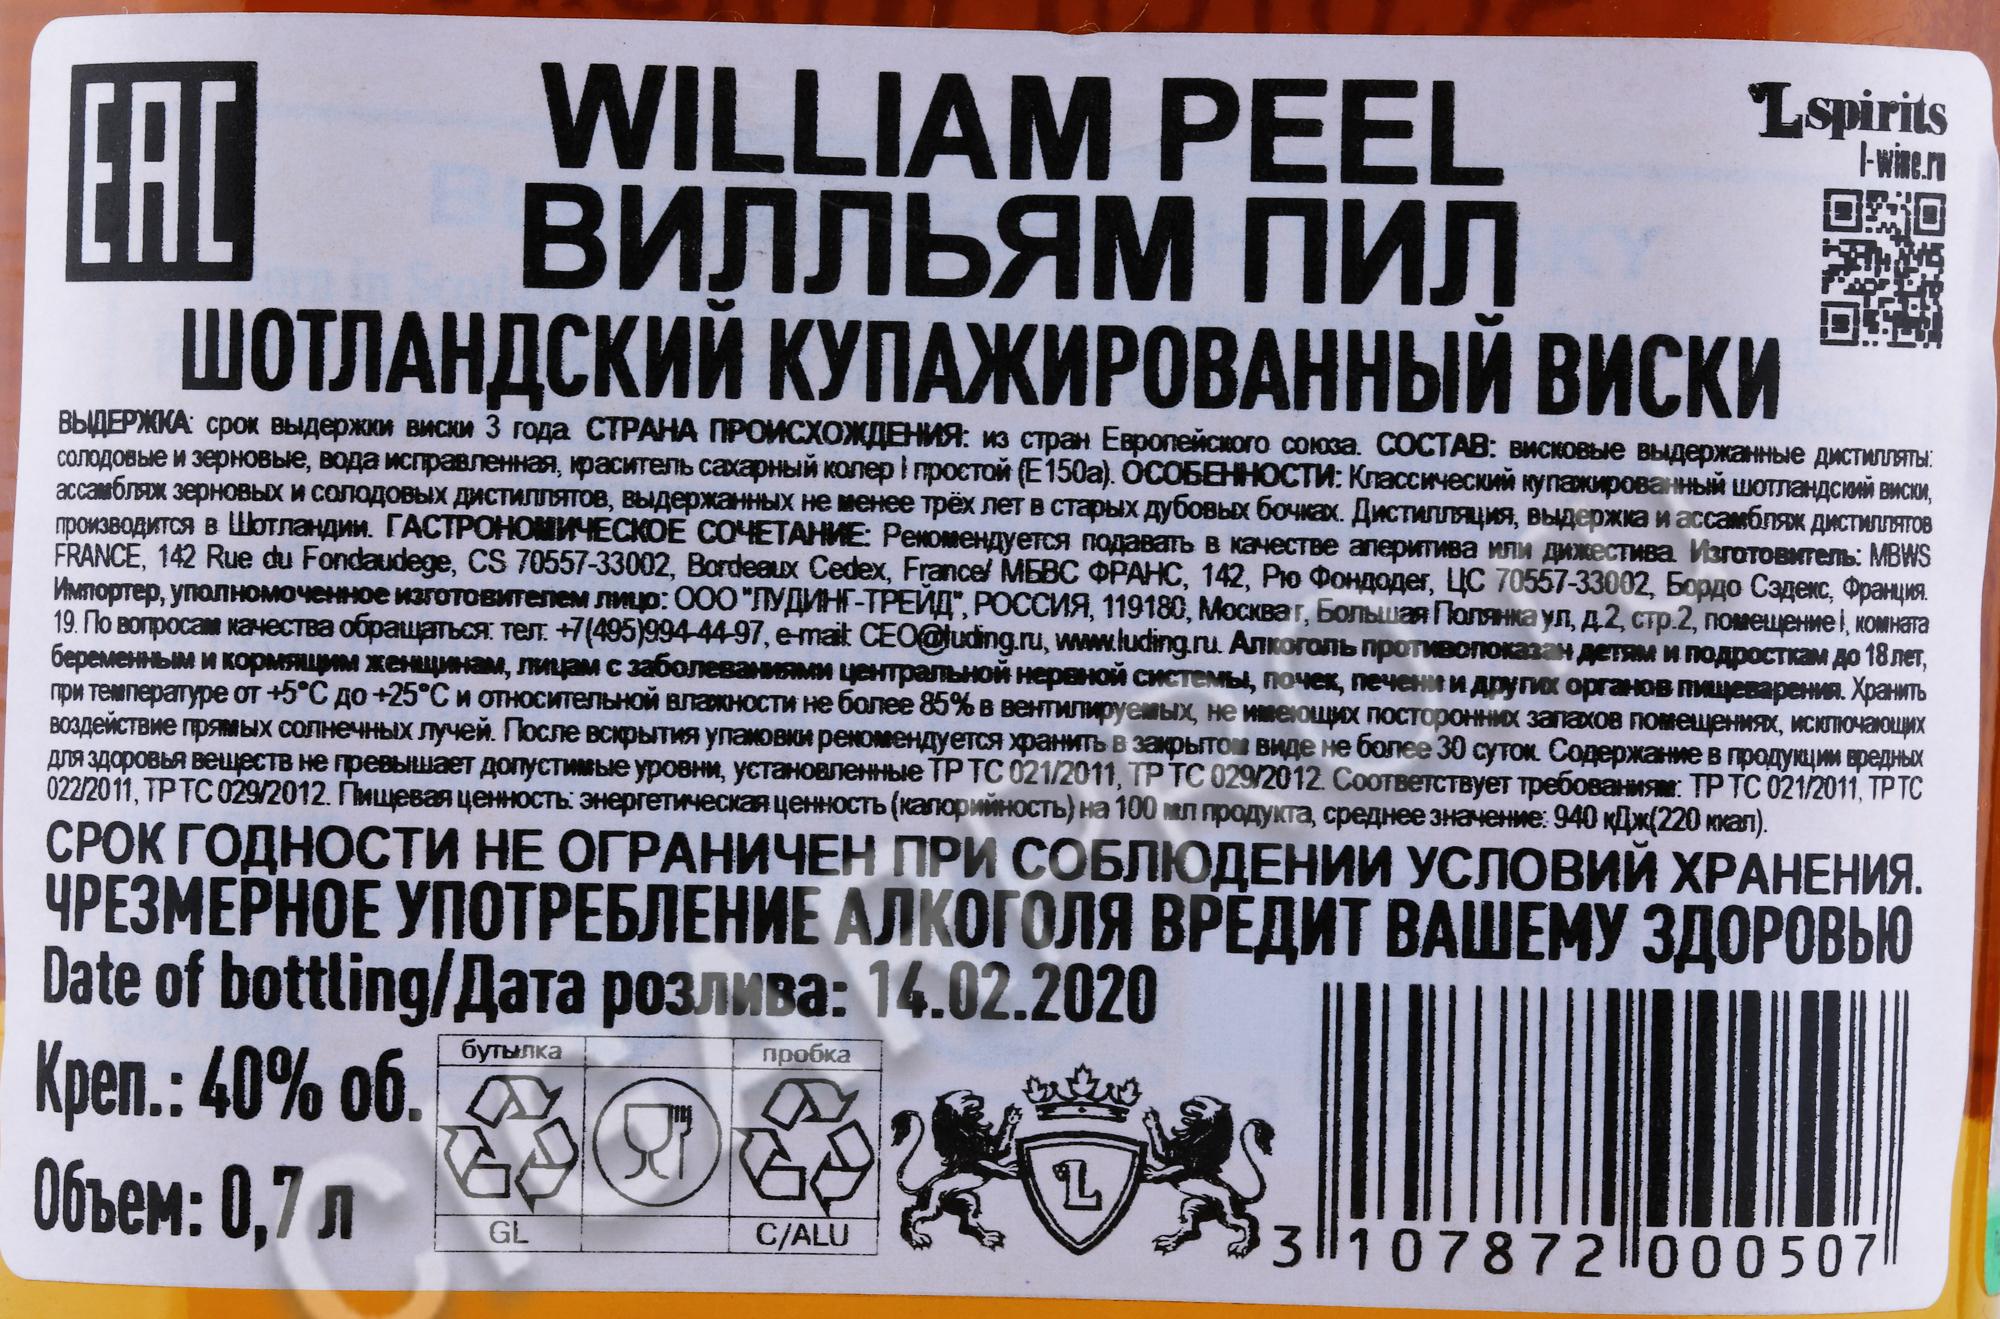 EAC
WILLIAM PEEL
Lspirits
l-wine.ru
ВИЛЛЬЯМ ПИЛ
ШОТЛАНДСКИЙ КУПАЖИРОВАННЫЙ ВИСКИ
ВЫДЕРЖКА: срок выдержки виски 3 года. СТРАНА ПРОИСХОЖДЕНИЯ: из стран Европейского союза. СОСТАВ: висковые выдержанные дистилляты:
солодовые и зерновые, вода исправленная, краситель сахарный колер I простой (Е150а). ОСОБЕННОСТИ: Классический купажированный шотландский виски,
ассамбляж зерновых и солодовых дистиллятов, выдержанных не менее трёх лет в старых дубовых бочках. Дистилляция, выдержка и ассамбляж дистиллятов
производится в Шотландии. ГАСТРОНОМИЧЕСКОЕ СОЧЕТАНИЕ: Рекомендуется подавать в качестве аперитива или дижестива. Изготовитель: MBWS
FRANCE, 142 Rue du Fondaudege, CS 70557-33002, Bordeaux Cedex, France/ МБВС ФРАНС, 142, Рю Фондодег, ЦС 70557-33002, Бордо Сэдекс, Франция.
Импортер, уполномоченное изготовителем лицо: ООО "ЛУДИНГ-ТРЕЙД", РОССИЯ, 119180, Москва г, Большая Полянка ул, д.2, стр.2, помещение I, комната
19. По вопросам качества обращаться: тел: +7(495)994-44-97, e-mail: CEO@luding.ru, www.luding.ru. Алкоголь противопоказан детям и подросткам до 18 лет,
беременным и кормящим женщинам, лицам с заболеваниями центральной нервной системы, почек, печени и других органов пищеварения. Хранить
при температуре от +5°С до +25°С и относительной влажности не более 85% в вентилируемых, не имеющих посторонних запахов помещениях, исключающих
воздействие прямых солнечных лучей. После вскрытия упаковки рекомендуется хранить в закрытом виде не более 30 суток. Содержание в продукции вредных
для здоровья веществ не превышает допустимые уровни, установленные ТР ТС 021/2011, ТР ТС 029/2012. Соответствует требованиям: ТР ТС 021/2011, ТР ТС
022/2011, ТР ТС 029/2012. Пищевая ценность: энергетическая ценность (калорийность) на 100 мл продукта, среднее значение: 940 кДж(220 ккал).
СРОК ГОДНОСТИ НЕ ОГРАНИЧЕН ПРИ СОБЛЮДЕНИИ УСЛОВИЙ ХРАНЕНИЯ.
ЧРЕЗМЕРНОЕ УПОТРЕБЛЕНИЕ АЛКОГОЛЯ ВРЕДИТ ВАШЕМУ ЗДОРОВЬЮ
Date of bottling/Дата розлива: 14.02.2020
Креп.: 40% об.
Объем: 0,7 л
бутылка
пробка
GL
C/ALU
L
3 107872 000507
CIGARPRO.RU